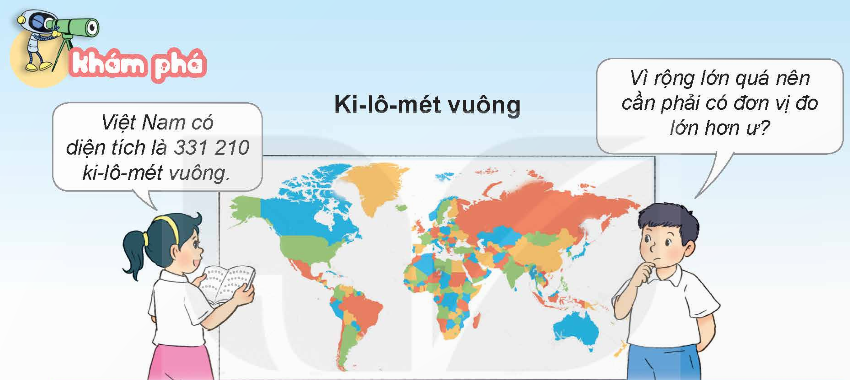 Khám phá
Ki-lô-mét vuông
Việt Nam có
diện tích là 331 210
ki-lô-mét vuông.
Vì rộng lớn quá nên
cần phải có đơn vị đo
lớn hơn ư?